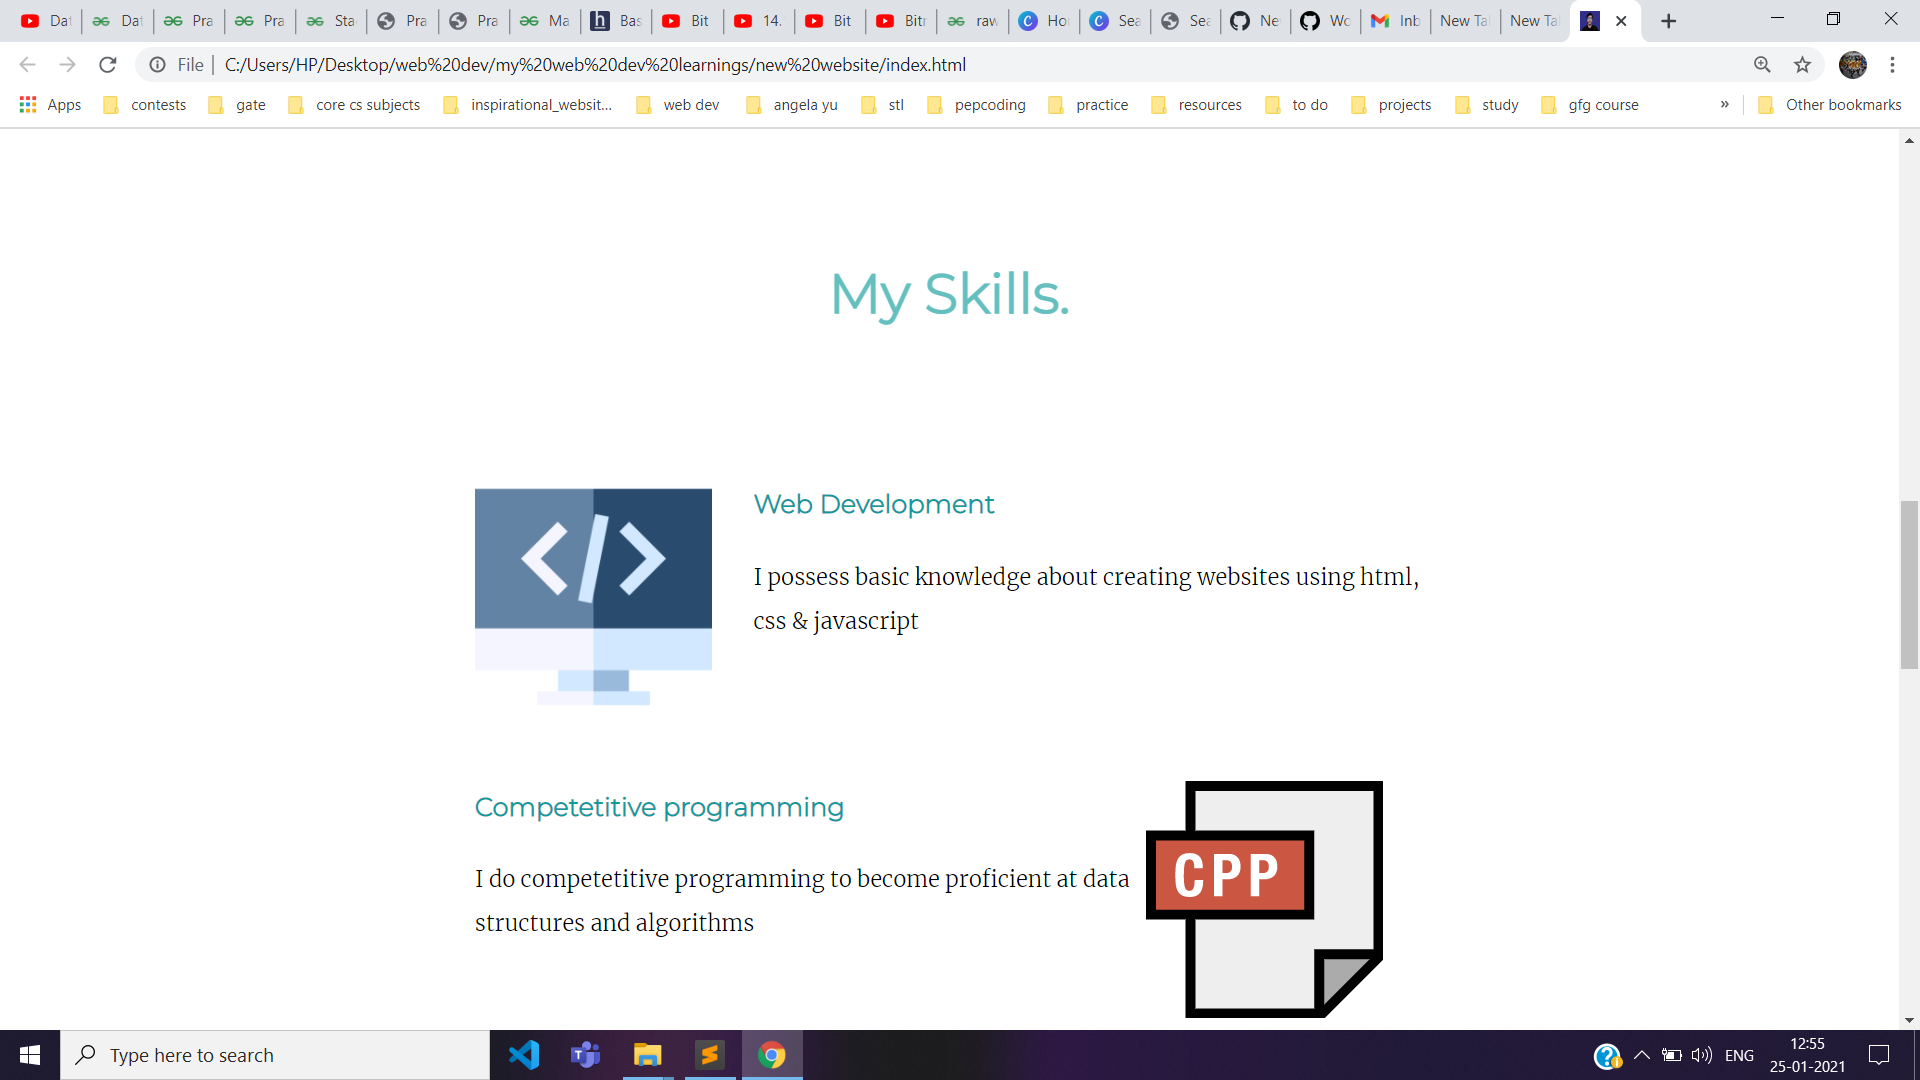 Dat
Dat
Pra
Pra
Sta
Pra
Pra
Ma
Bas
Bit
14.
Bit
Bitr
raw
Ho
Sea
Sea
Ne
Wo
Inb
New Ta
New Ta
File
C:/Users/HP/Desktop/web%20dev/my%20web%20dev%20learnings/new%20website/index.html
Apps
contests
gate
core cs subjects
inspirational_websit...
web dev
angela yu
stl
pepcoding
practice
resources
to do
projects
study
gfg course
»
Other bookmarks
My Skills.
</>
Web Development
I possess basic knowledge about creating websites using html,
css & javascript
Competetitive programming
I do competetitive programming to become proficient at data
structures and algorithms
CPP
Type here to search
ENG
12:55
25-01-2021